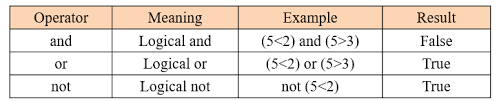 Operator Meaning Example Result
and Logical and (5<2) and (5>3) False
or Logical or (5<2) or (5>3) True
not Logical not not (5<2) True